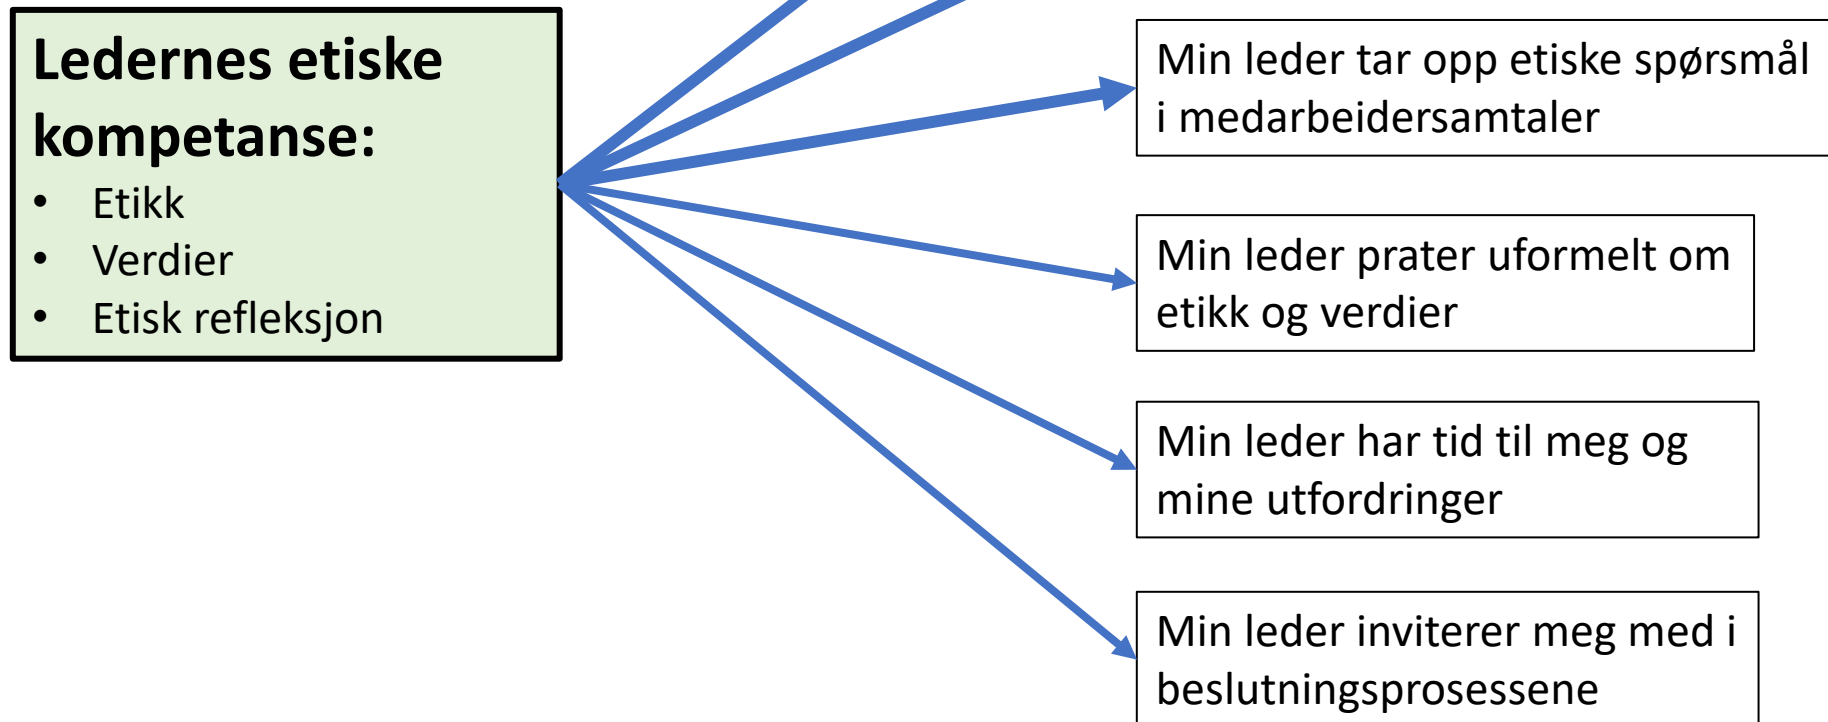 Ledernes etiske
kompetanse:
• Etikk
• Verdier
• Etisk refleksjon
Min leder tar opp etiske spørsmål
i medarbeidersamtaler
Min leder prater uformelt om
etikk og verdier
Min leder har tid til meg og
mine utfordringer
Min leder inviterer meg med i
beslutningsprosessene